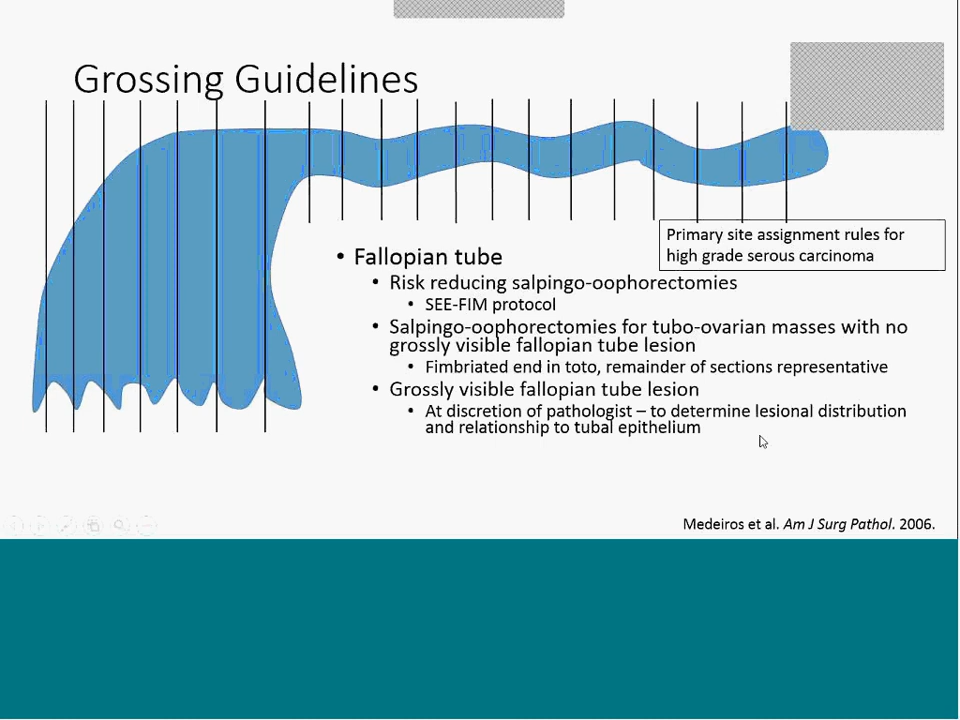 Grossing Guidelines
Primary site assignment rules for
high grade serous carcinoma
• Fallopian tube
• Risk reducing salpingo-oophorectomies
• SEE-FIM protocol
• Salpingo-oophorectomies for tubo-ovarian masses with no
grossly visible fallopian tube lesion
• Fimbriated end in toto, remainder of sections representative
• Grossly visible fallopian tube lesion
• At discretion of pathologist – to determine lesional distribution
and relationship to tubal epithelium
Medeiros et al. Am J Surg Pathol. 2006.